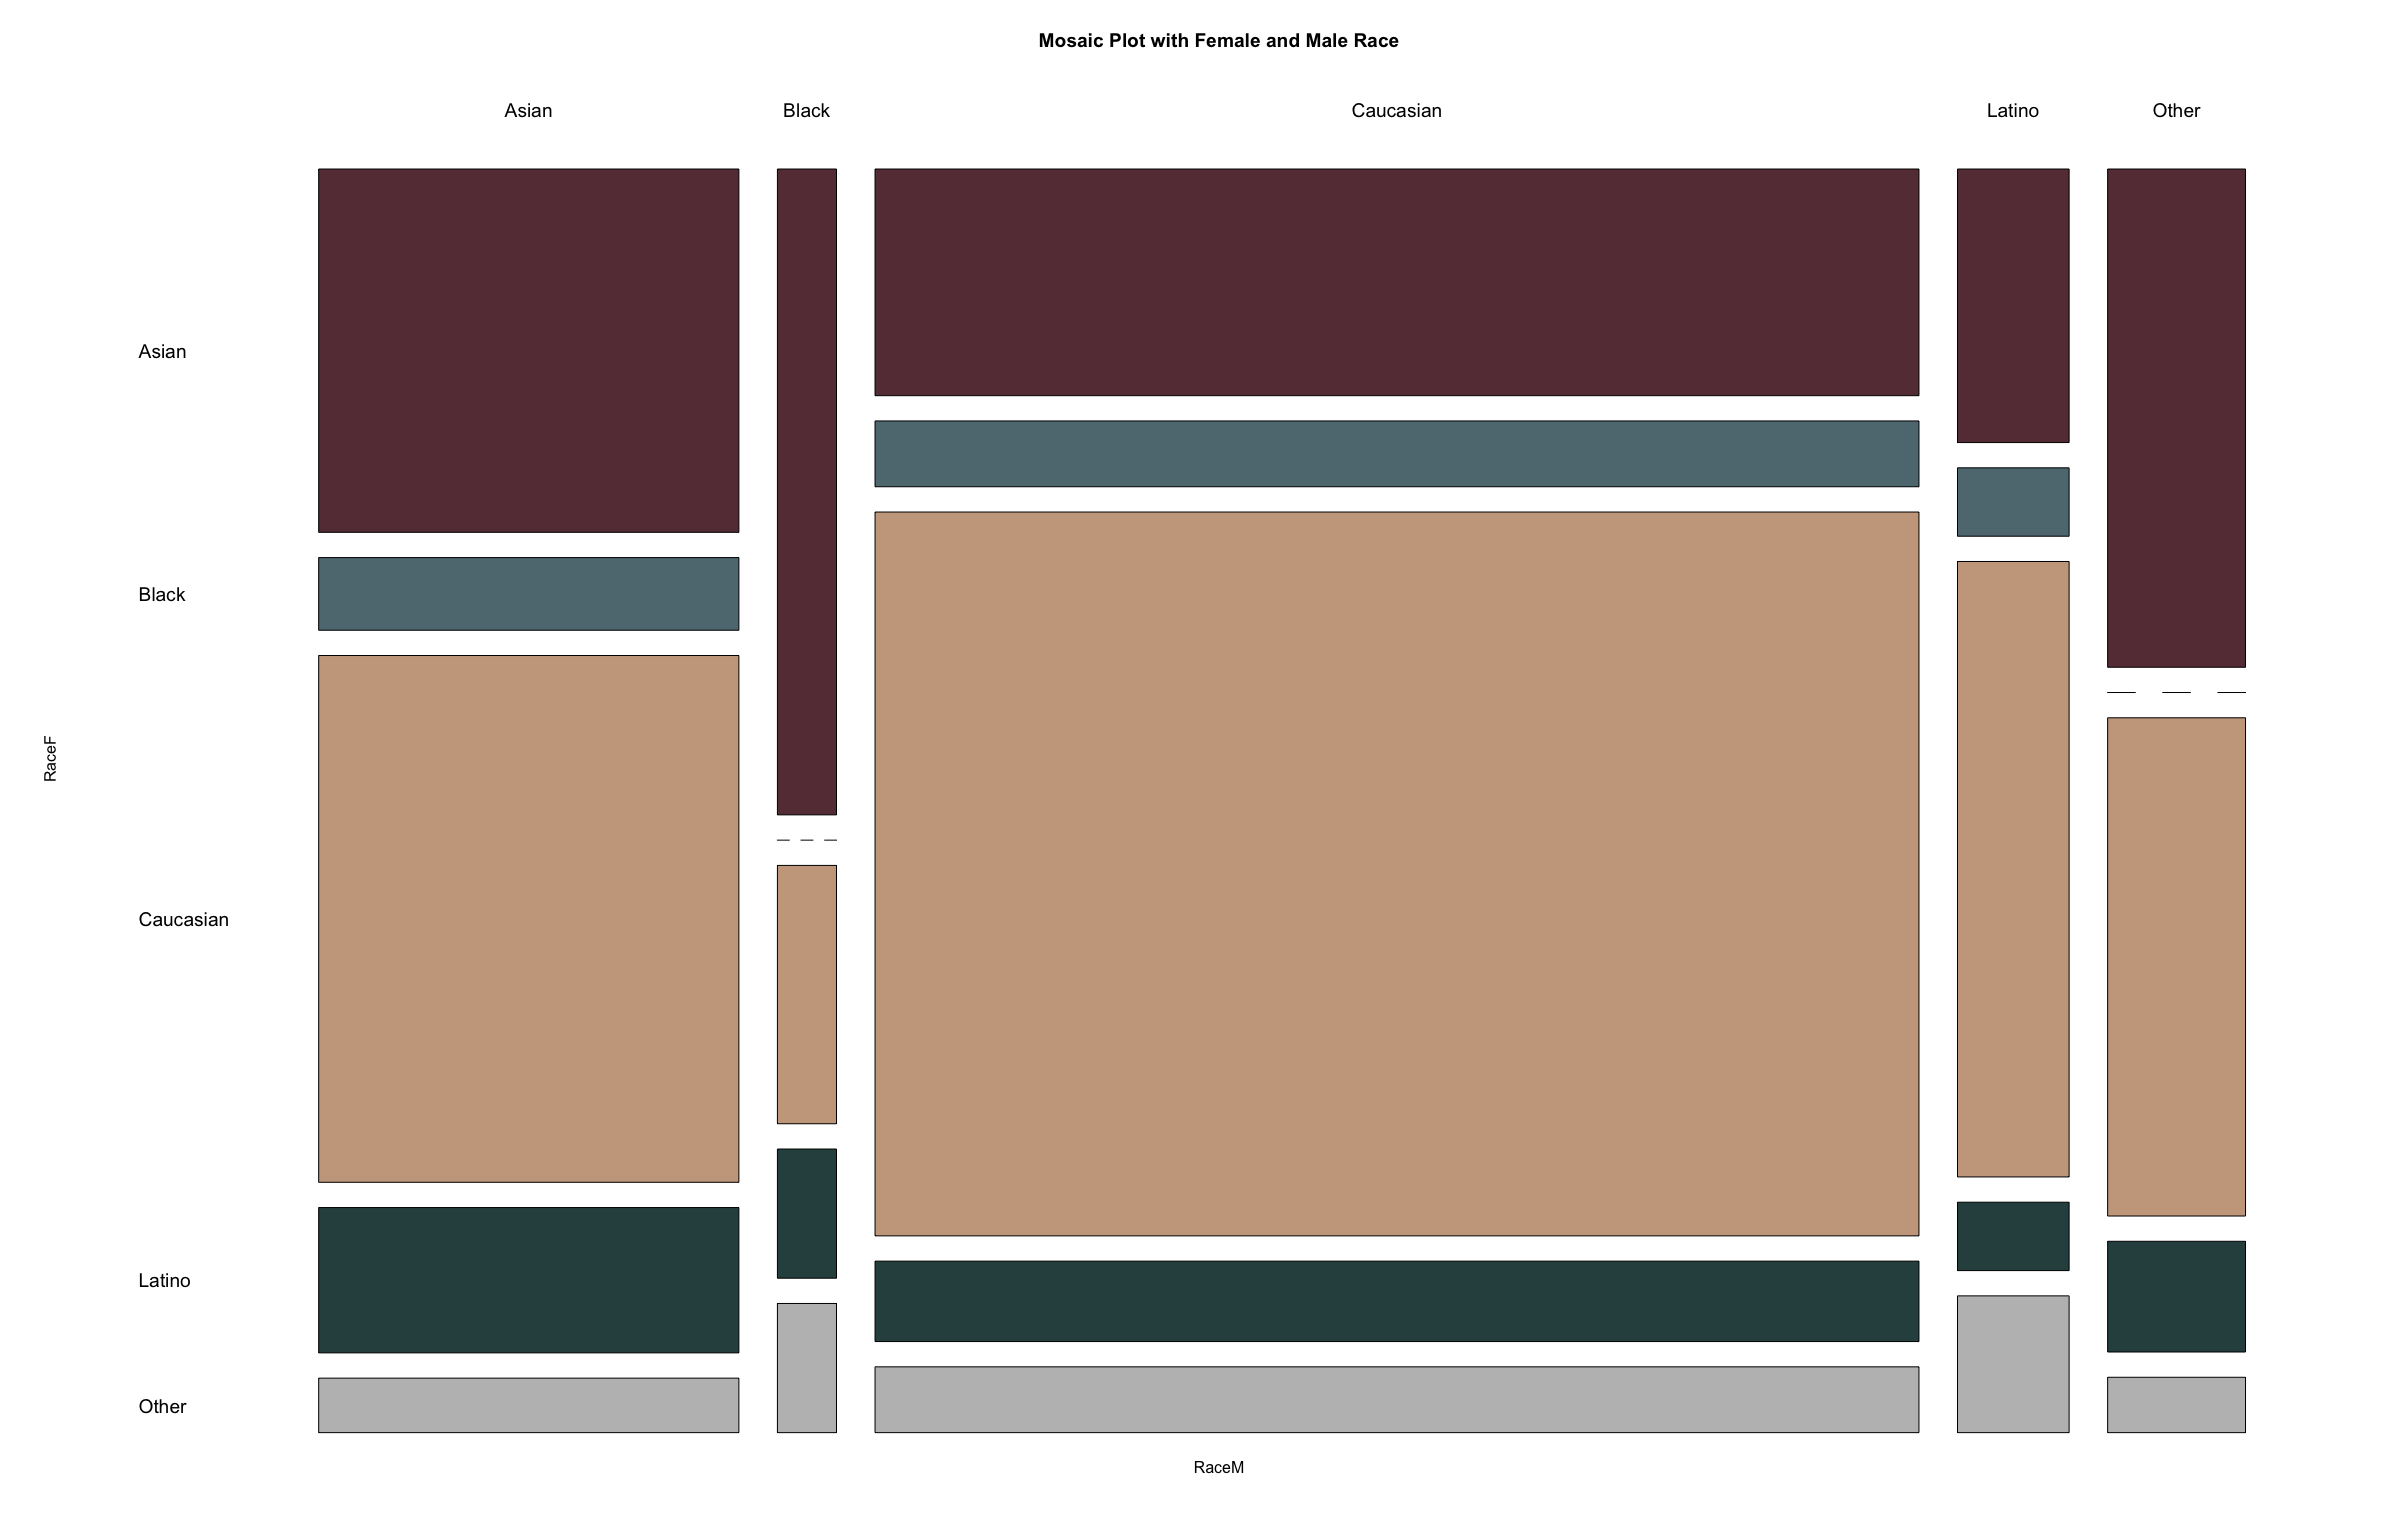 Mosaic Plot with Female and Male Race
Asian Black Caucasian Latino Other
Asian
Black
RaceF
Caucasian
Latino
Other
RaceM